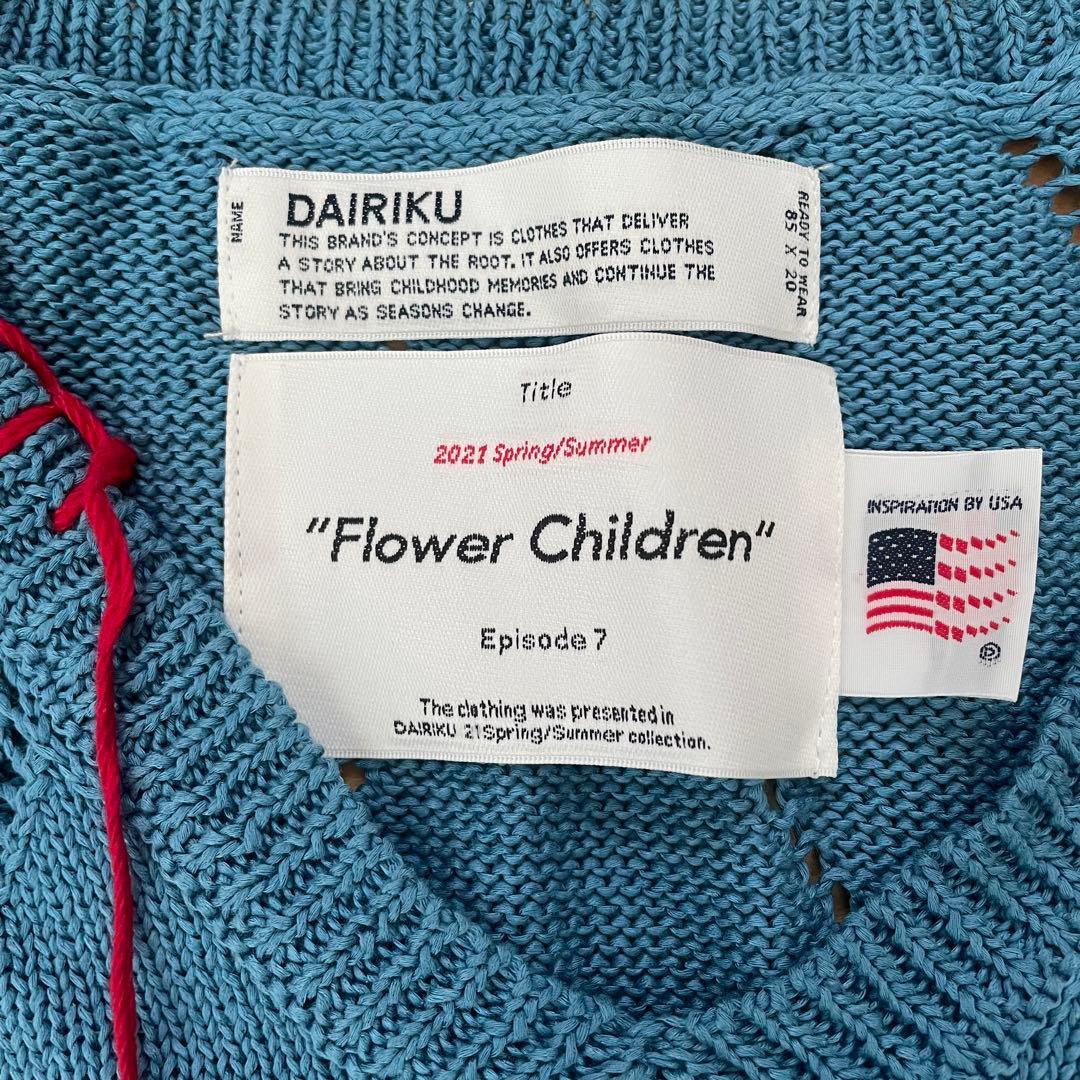 NAME
DAIRIKU
THIS BRAND'S CONCEPT IS CLOTHES THAT DELIVER
A STORY ABOUT THE ROOT. IT ALSO OFFERS CLOTHES
THAT BRING CHILDHOOD MEMORIES AND CONTINUE THE
STORY AS SEASONS CHANGE.
READY TO WEAR
85 X 20
Title
2021 Spring/Summer
"Flower Children"
Episode 7
The clothing was presented in
DAIRIKU 21 Spring/Summer collection.
INSPIRATION BY USA